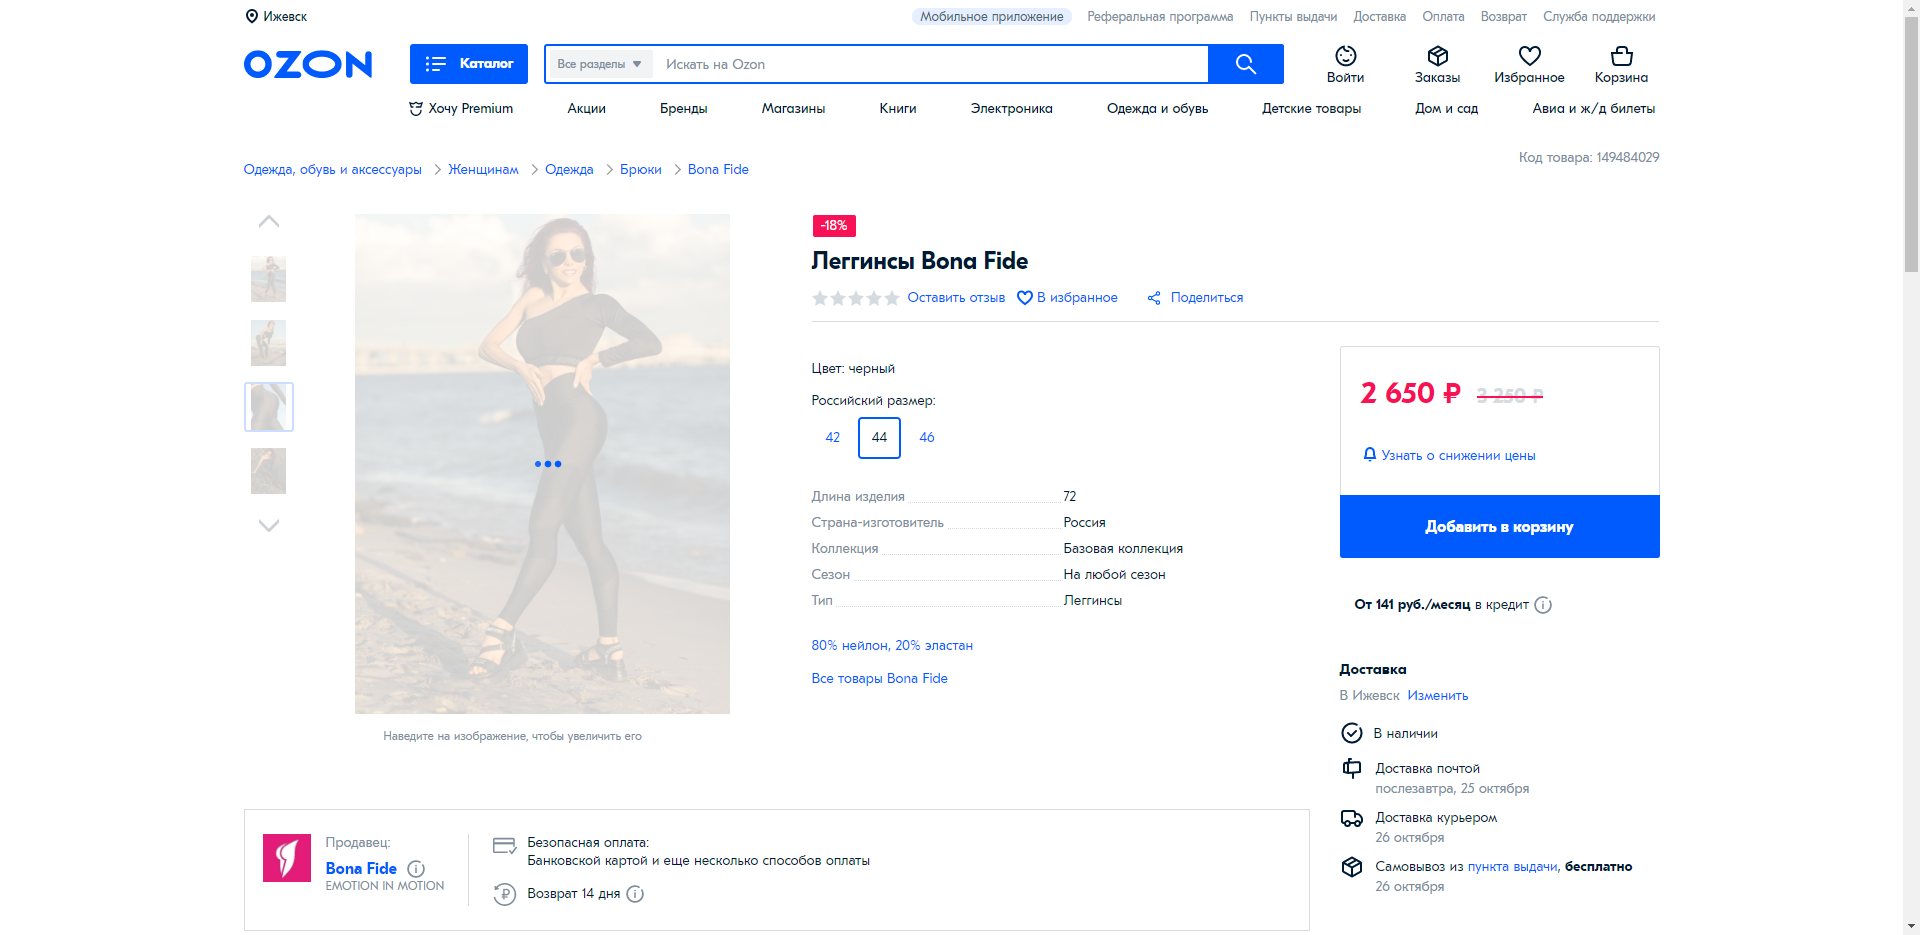 Ижевск
Мобильное приложение
Реферальная программа
Пункты выдачи
Доставка
Оплата
Возврат
Служба поддержки
OZON
Каталог
Все разделы
Искать на Ozon
Войти
Заказы
Избранное
Корзина
Хочу Premium
Акции
Бренды
Магазины
Книги
Электроника
Одежда и обувь
Детские товары
Дом и сад
Авиа и ж/д билеты
Одежда, обувь и аксессуары
Женщинам
Одежда
Брюки
Bona Fide
Код товара: 149484029
-18%
Леггинсы Bona Fide
Оставить отзыв
В избранное
Поделиться
Цвет: черный
Российский размер:
42
44
46
Длина изделия 72
Страна-изготовитель Россия
Коллекция Базовая коллекция
Сезон На любой сезон
Тип Леггинсы
80% нейлон, 20% эластан
Все товары Bona Fide
Наведите на изображение, чтобы увеличить его
2 650 ₽ 3 250 ₽
Узнать о снижении цены
Добавить в корзину
От 141 руб./месяц в кредит
Доставка
В Ижевск Изменить
В наличии
Доставка почтой
послезавтра, 25 октября
Доставка курьером
26 октября
Самовывоз из пункта выдачи, бесплатно
26 октября
Продавец:
Bona Fide
EMOTION IN MOTION
Безопасная оплата:
Банковской картой и еще несколько способов оплаты
Возврат 14 дня